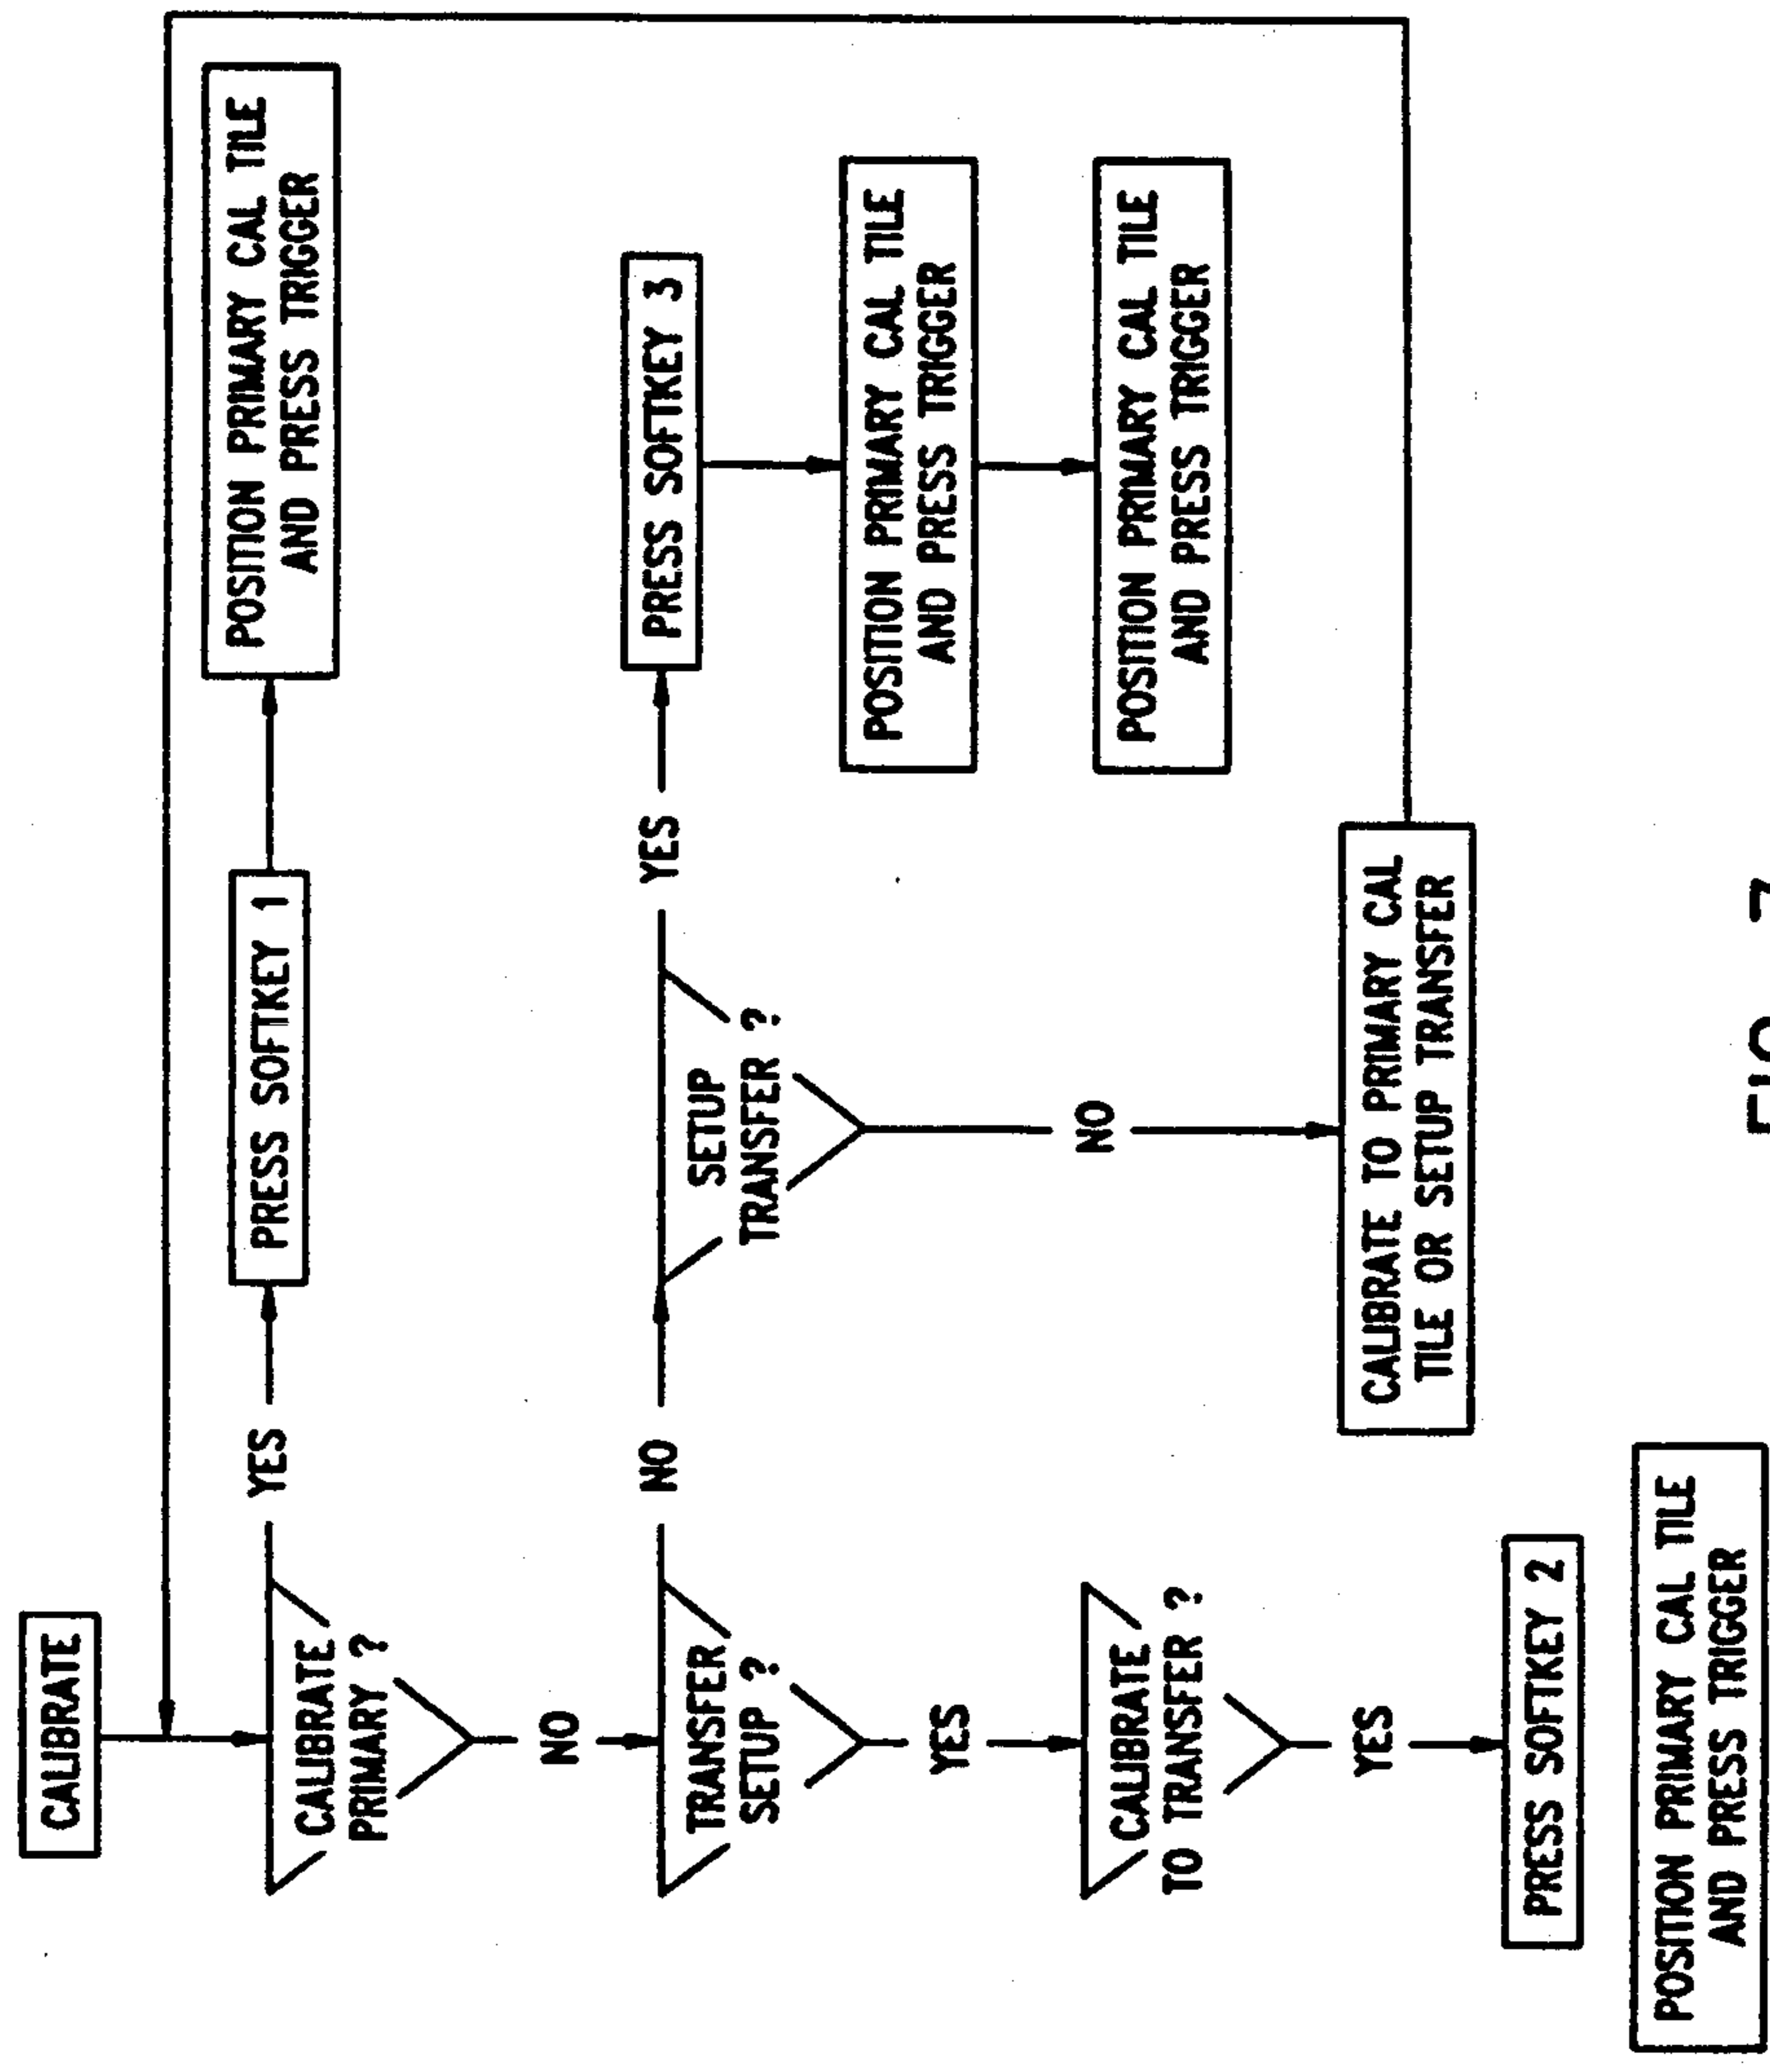 CALIBRATE
CALIBRATE
PRIMARY ?
YES
PRESS SOFTKEY 1
POSITION PRIMARY CAL TILE
AND PRESS TRIGGER
NO
TRANSFER
SETUP ?
NO
SETUP
TRANSFER ?
YES
PRESS SOFTKEY 3
POSITION PRIMARY CAL TILE
AND PRESS TRIGGER
POSITION PRIMARY CAL TILE
AND PRESS TRIGGER
YES
NO
CALIBRATE
TO TRANSFER ?
CALIBRATE TO PRIMARY CAL
TILE OR SETUP TRANSFER
YES
PRESS SOFTKEY 2
POSITION PRIMARY CAL TILE
AND PRESS TRIGGER